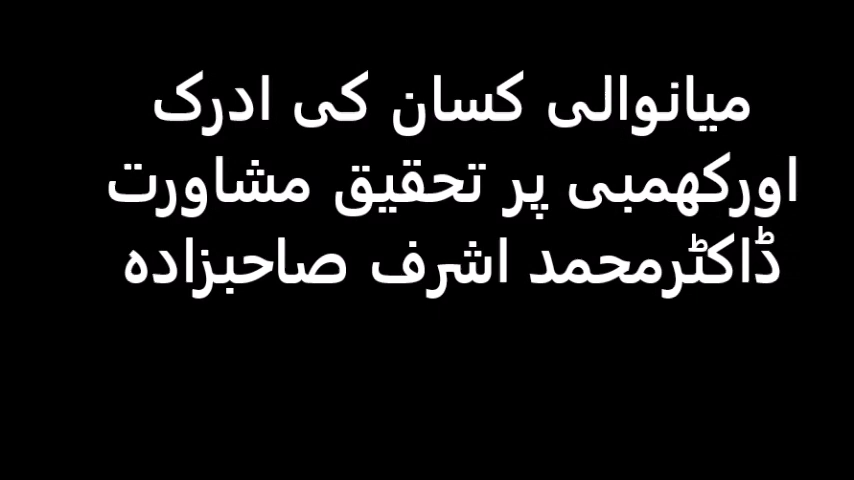 میانوالی کسان کی ادرک
اورکھمبی پر تحقیق مشاورت
ڈاکٹرمحمد اشرف صاحبزادہ